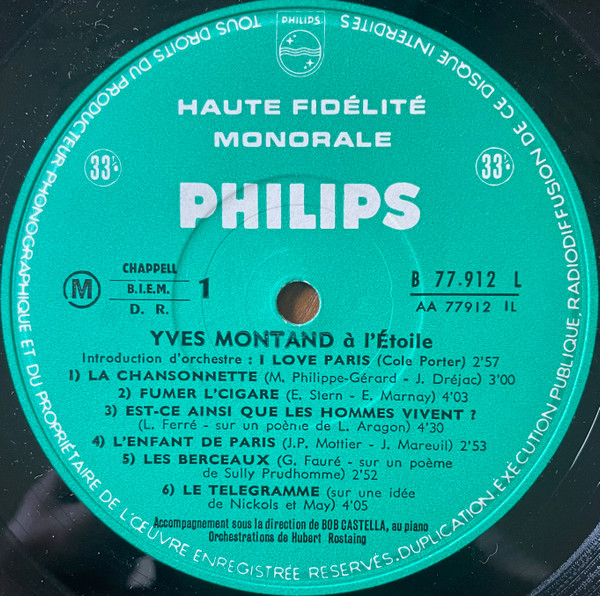 PHILIPS
HAUTE FIDÉLITÉ
MONORALE
33 1/3
33 1/3
PHILIPS
M
CHAPPELL
B.I.E.M.
D. R.
1
B 77.912 L
AA 77912 1L
YVES MONTAND à l'Étoile
Introduction d'orchestre : I LOVE PARIS (Cole Porter) 2'57
1) LA CHANSONNETTE (M. Philippe-Gérard - J. Dréjac) 3'00
2) FUMER L'CIGARE (E. Stern - E. Marnay) 4'03
3) EST-CE AINSI QUE LES HOMMES VIVENT ?
(L. Ferré - sur un poème de L. Aragon) 4'30
4) L'ENFANT DE PARIS (J.P. Mottier - J. Mareuil) 2'53
5) LES BERCEAUX (G. Fauré - sur un poème
de Sully Prudhomme) 2'52
6) LE TELEGRAMME (sur une idée
de Nickols et May) 4'05
Accompagnement sous la direction de BOB CASTELLA, au piano
Orchestrations de Hubert Rostaing
TOUS DROITS DU PRODUCTEUR PHONOGRAPHIQUE ET DU PROPRIÉTAIRE DE L'ŒUVRE ENREGISTRÉE RÉSERVÉS. DUPLICATION, EXÉCUTION PUBLIQUE, RADIODIFFUSION DE CE DISQUE INTERDITES